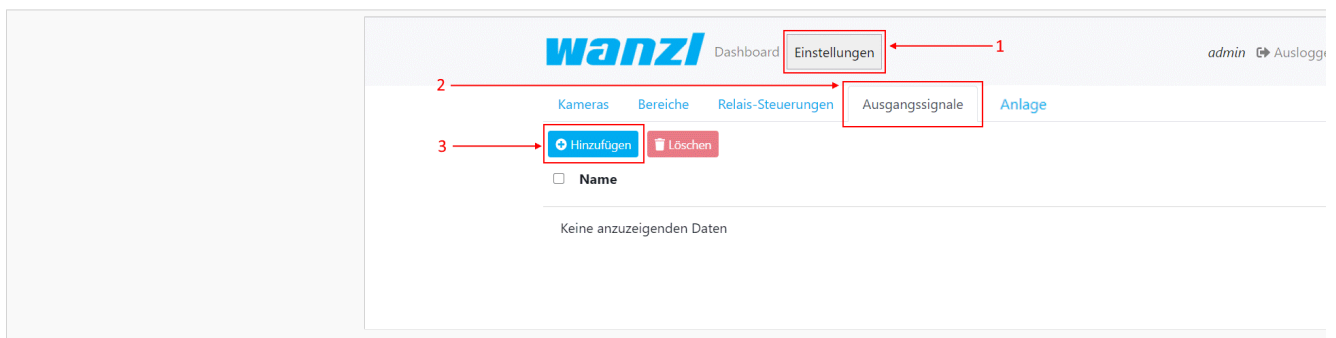 wanzl Dashboard Einstellungen 1 admin Auslogge
2
Kameras Bereiche Relais-Steuerungen Ausgangssignale Anlage
3 Hinzufügen Löschen
Name
Keine anzuzeigenden Daten